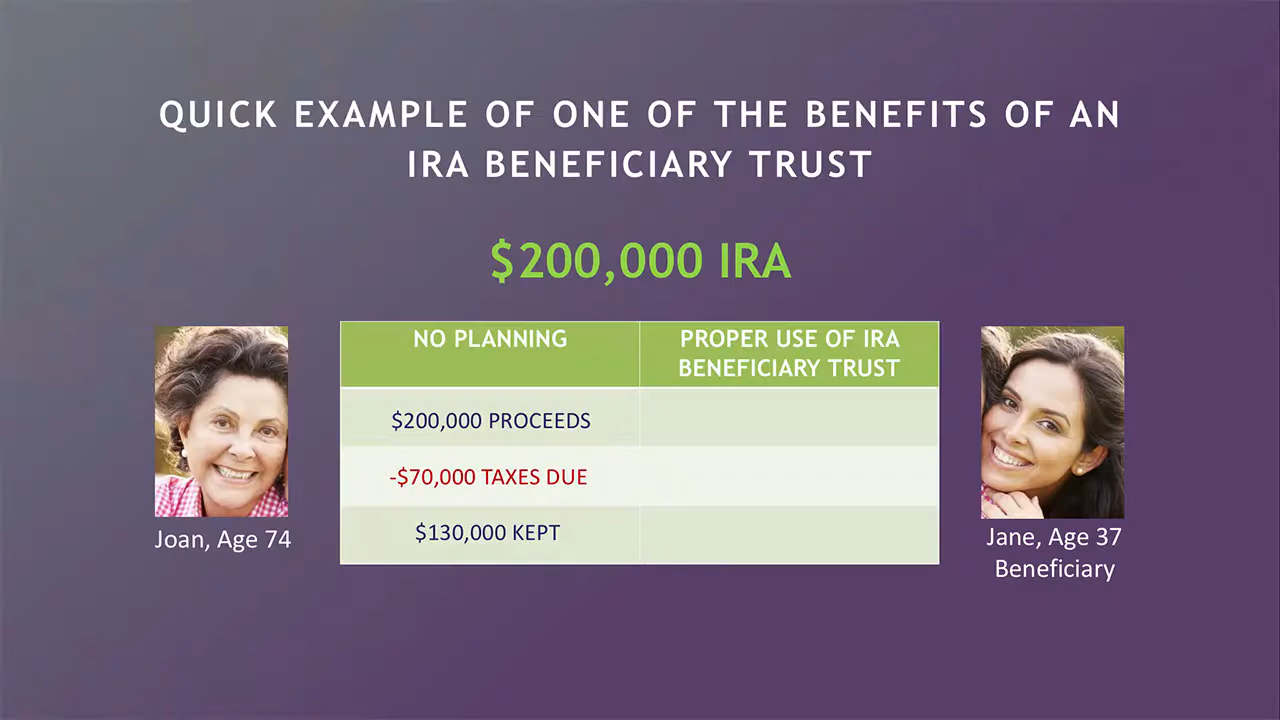 QUICK EXAMPLE OF ONE OF THE BENEFITS OF AN
IRA BENEFICIARY TRUST
$200,000 IRA
NO PLANNING
PROPER USE OF IRA
BENEFICIARY TRUST
$200,000 PROCEEDS
-$70,000 TAXES DUE
$130,000 KEPT
Joan, Age 74
Jane, Age 37
Beneficiary